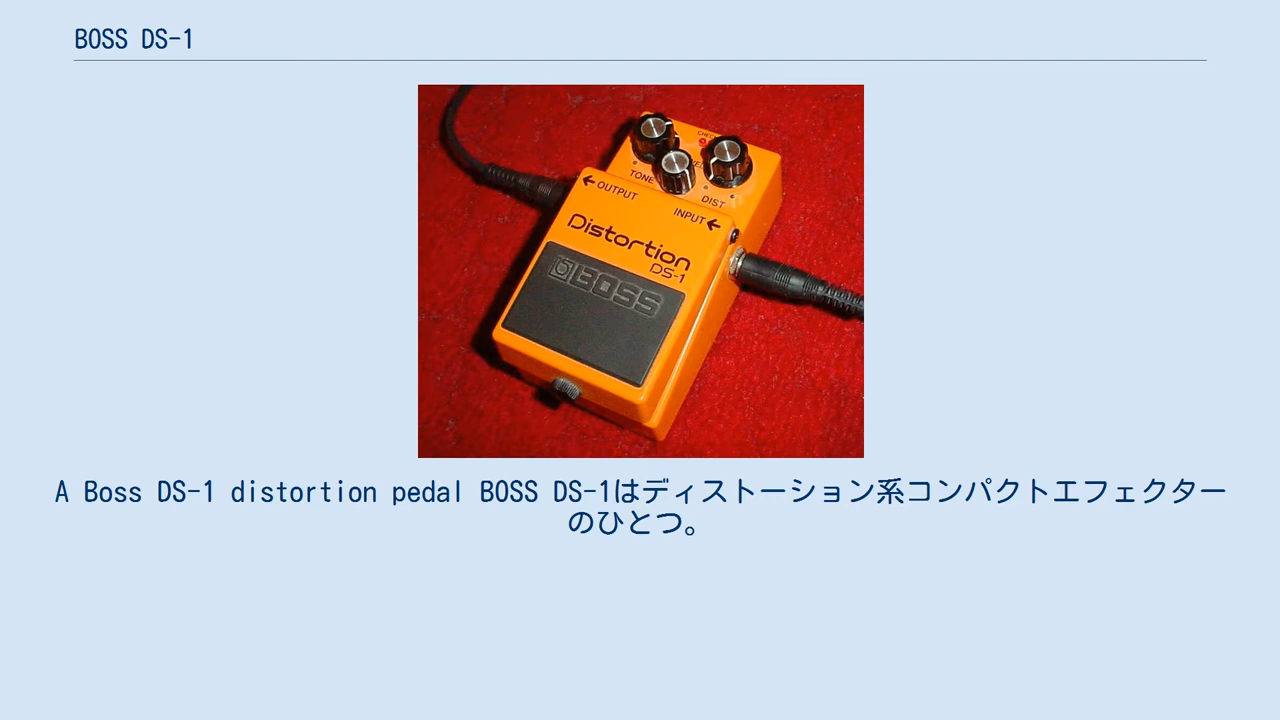 BOSS DS-1
CHECK
TONE
DIST
←OUTPUT
INPUT←
Distortion
DS-1
BOSS
A Boss DS-1 distortion pedal BOSS DS-1はディストーション系コンパクトエフェクター
のひとつ。